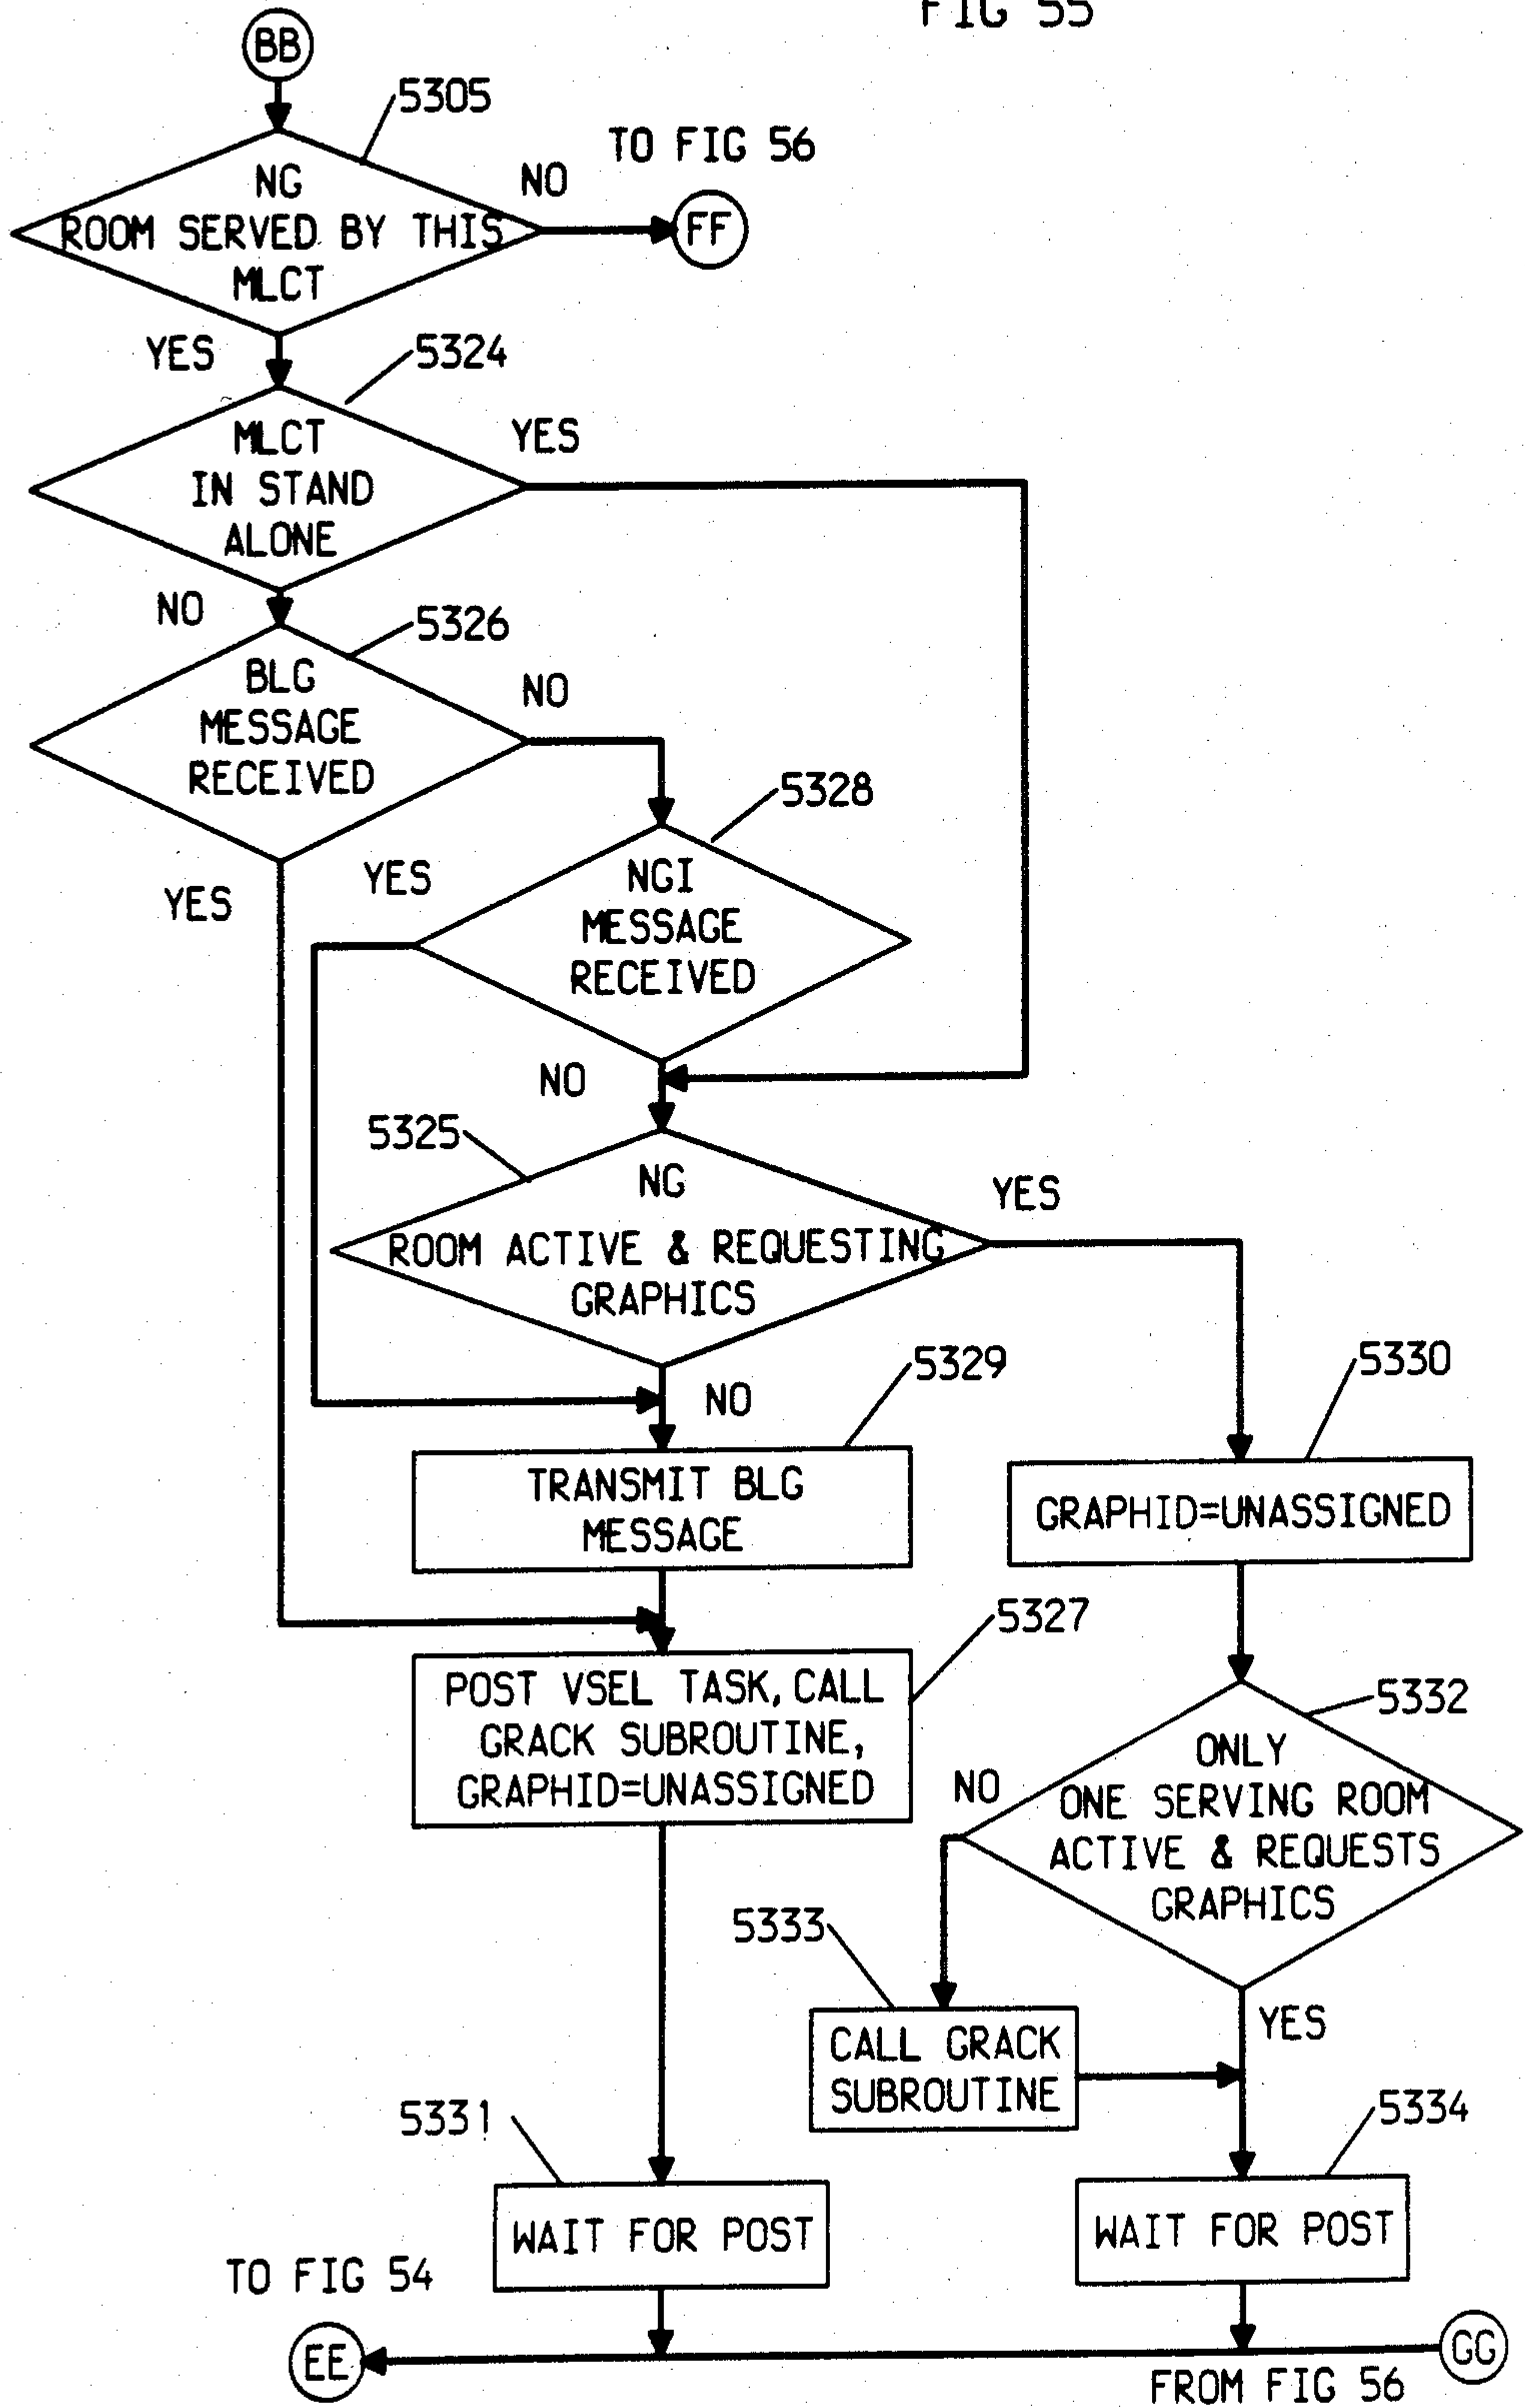 FIG 55
BB
5305
TO FIG 56
NG
ROOM SERVED BY THIS
MLCT
NO
FF
YES
5324
MLCT
IN STAND
ALONE
YES
NO
5326
BLG
MESSAGE
RECEIVED
NO
5328
YES
YES
NGI
MESSAGE
RECEIVED
NO
5325
NG
ROOM ACTIVE & REQUESTING
GRAPHICS
YES
NO
5329
5330
TRANSMIT BLG
MESSAGE
GRAPHID=UNASSIGNED
5327
POST VSEL TASK, CALL
GRACK SUBROUTINE,
GRAPHID=UNASSIGNED
5332
ONLY
ONE SERVING ROOM
ACTIVE & REQUESTS
GRAPHICS
NO
5333
YES
CALL GRACK
SUBROUTINE
5331
5334
WAIT FOR POST
WAIT FOR POST
TO FIG 54
EE
GG
FROM FIG 56